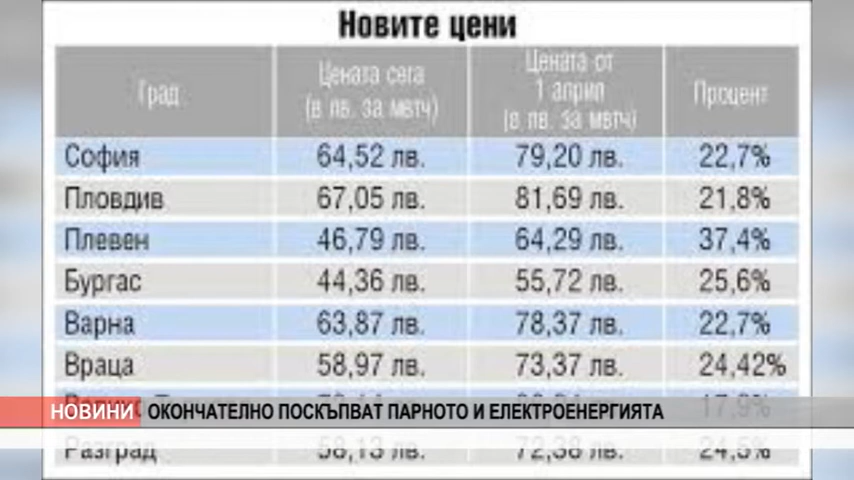 Новите цени
Град Цената сега (в лв. за мвтч) Цената от 1 април (в лв. за мвтч) Процент
София 64,52 лв. 79,20 лв. 22,7%
Пловдив 67,05 лв. 81,69 лв. 21,8%
Плевен 46,79 лв. 64,29 лв. 37,4%
Бургас 44,36 лв. 55,72 лв. 25,6%
Варна 63,87 лв. 78,37 лв. 22,7%
Враца 58,97 лв. 73,37 лв. 24,42%
17,9%
НОВИНИ ОКОНЧАТЕЛНО ПОСКЪПВАТ ПАРНОТО И ЕЛЕКТРОЕНЕРГИЯТА
Разград 58,13 лв. 72,38 лв. 24,5%